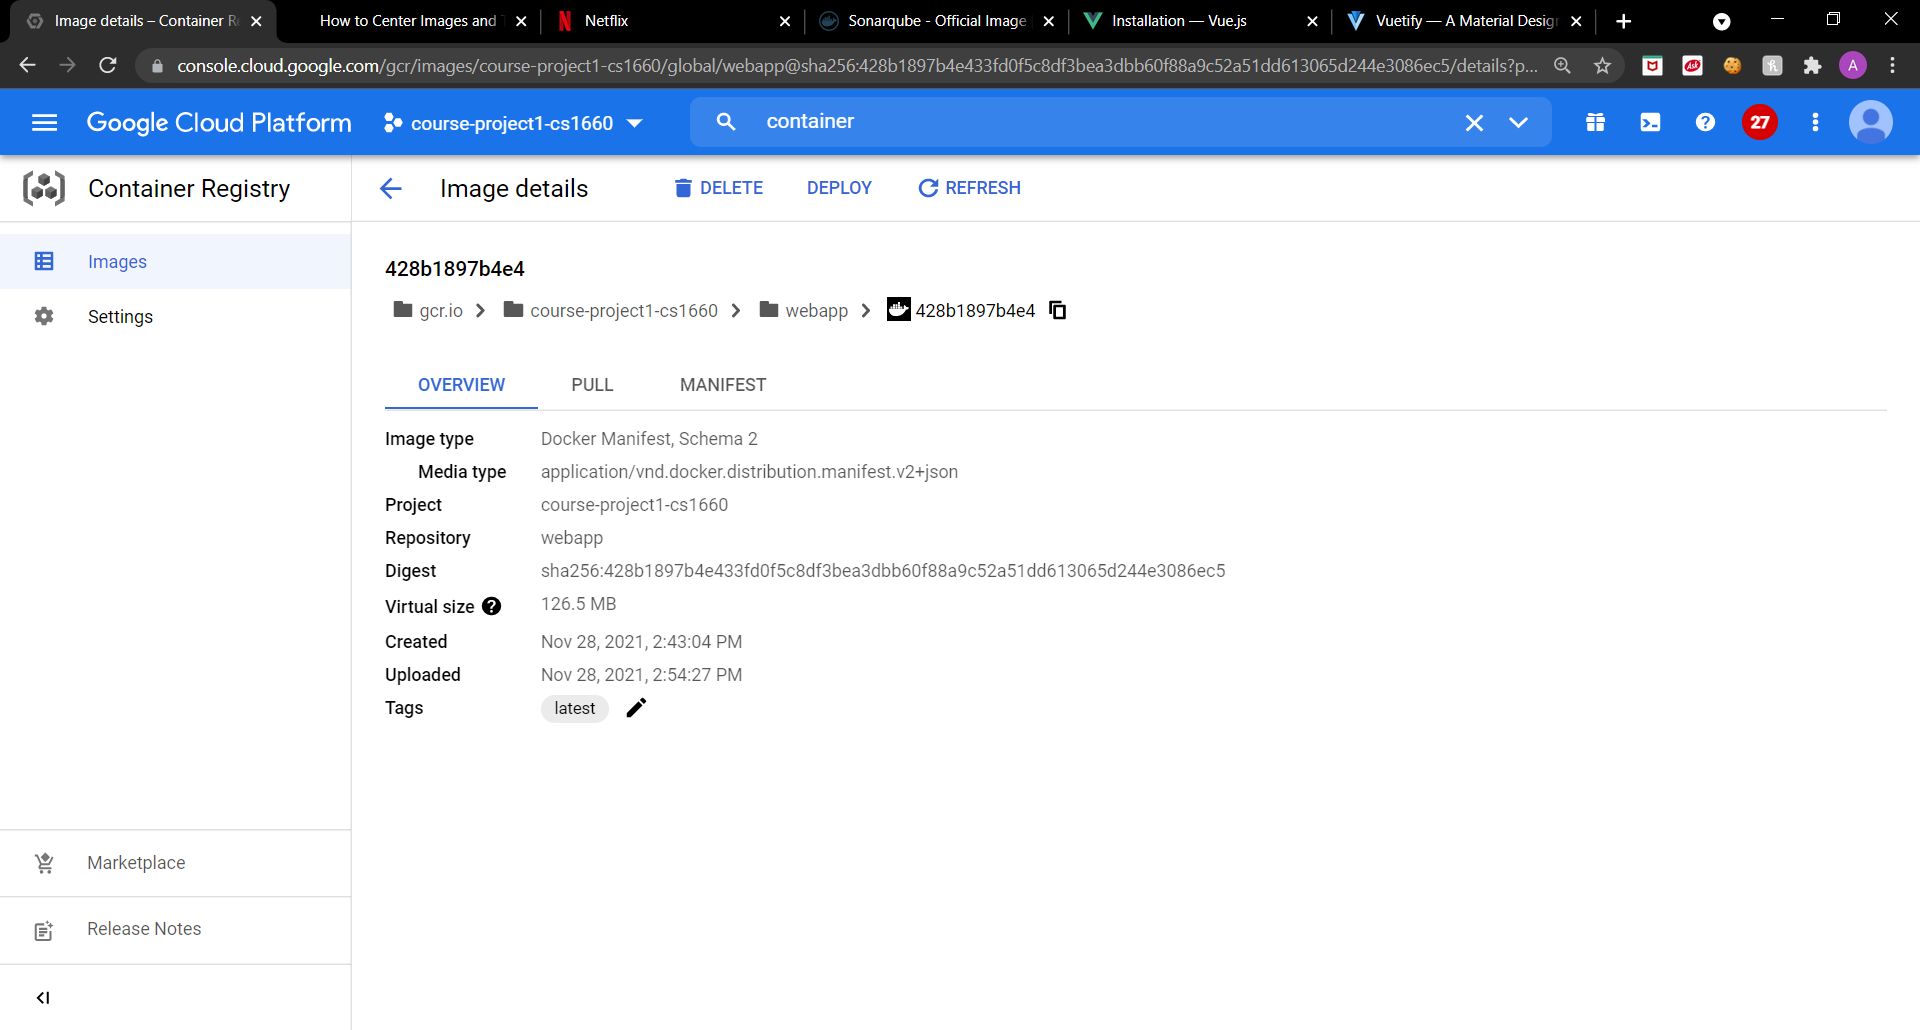 Image details – Container Re
How to Center Images and T
Netflix
Sonarqube - Official Image
Installation — Vue.js
Vuetify — A Material Design
console.cloud.google.com/gcr/images/course-project1-cs1660/global/webapp@sha256:428b1897b4e433fd0f5c8df3bea3dbb60f88a9c52a51dd613065d244e3086ec5/details?p...
A
Google Cloud Platform
course-project1-cs1660
container
27
Container Registry
Image details
DELETE
DEPLOY
REFRESH
Images
Settings
428b1897b4e4
gcr.io
course-project1-cs1660
webapp
428b1897b4e4
OVERVIEW
PULL
MANIFEST
Image type Docker Manifest, Schema 2
Media type application/vnd.docker.distribution.manifest.v2+json
Project course-project1-cs1660
Repository webapp
Digest sha256:428b1897b4e433fd0f5c8df3bea3dbb60f88a9c52a51dd613065d244e3086ec5
Virtual size 126.5 MB
Created Nov 28, 2021, 2:43:04 PM
Uploaded Nov 28, 2021, 2:54:27 PM
Tags latest
Marketplace
Release Notes